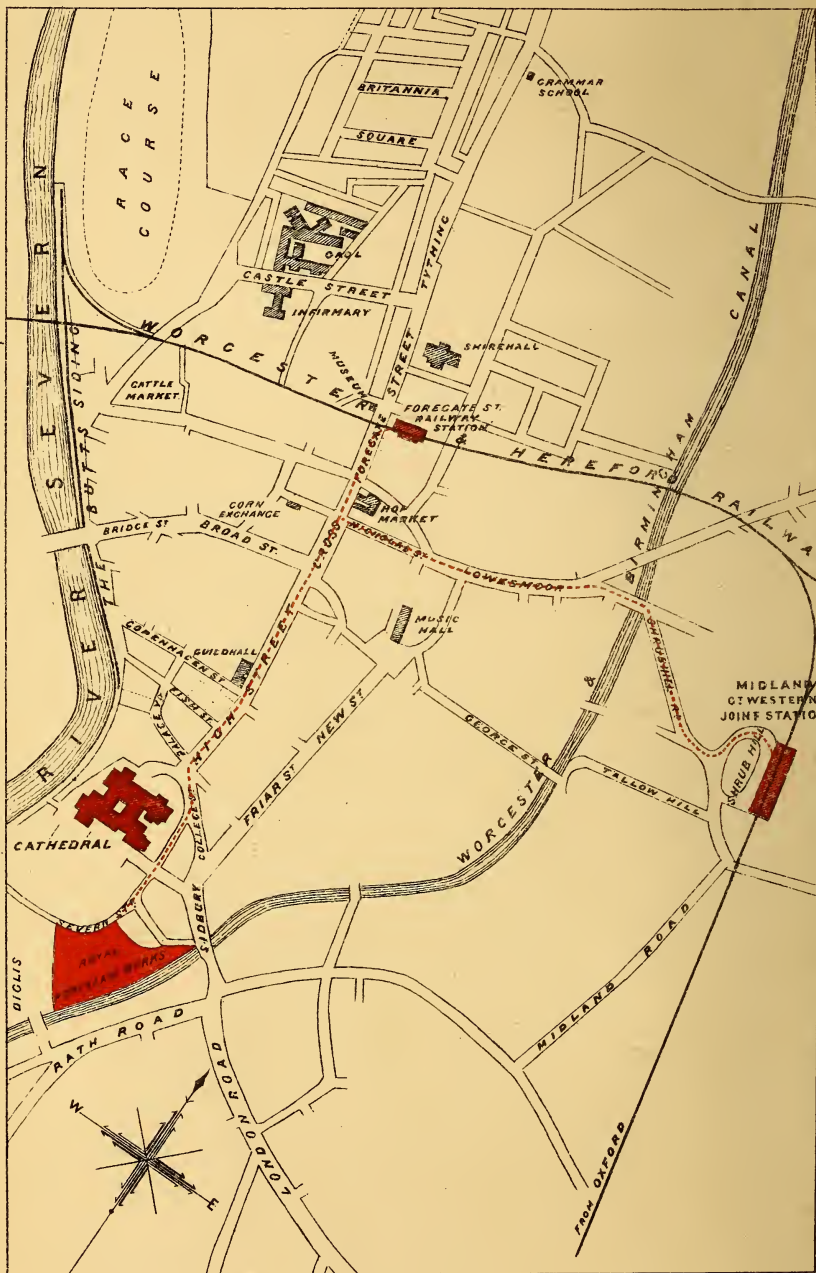 RACE
COURSE
BRITANNIA
SQUARE
GRAMMAR
SCHOOL
RIVER SEVERN
GAOL
CASTLE STREET
INFIRMARY
TYTHING
CANAL
WORCESTER & HEREFORD RAILWA
SHIREHALL
MUSEUM
THE BUTTS SIDING
CATTLE
MARKET
FOREGATE STREET
FOREGATE ST.
RAILWAY
STATION
HOP
MARKET
CORN
EXCHANGE
BRIDGE ST
BROAD ST.
CROSS
LOWESMOOR
WORCESTER & BIRMINGHAM
MUSIC
HALL
COPENHAGEN ST
GUILDHALL
FISH ST
HIGH STREET
FRIAR ST
NEW ST
GEORGE ST
TALLOW HILL
SHRUB HILL
MIDLAND
GT WESTERN
JOINT STATION
CATHEDRAL
COLLEGE ST
SEVERN ST
SIDBURY
ROYAL
PORCELAIN WORKS
DIGLIS
BATH ROAD
LONDON ROAD
MIDLAND ROAD
W
E
FROM OXFORD